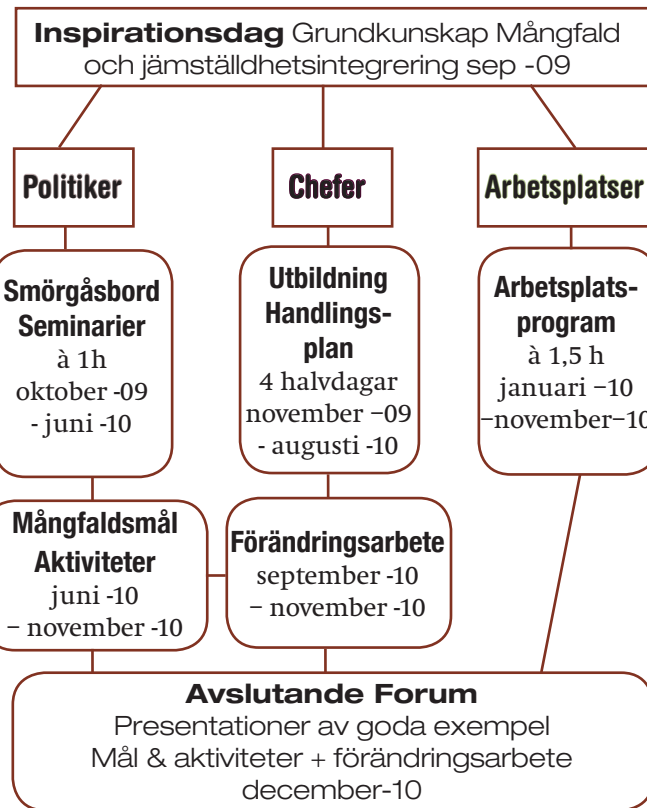 Inspirationsdag Grundkunskap Mångfald
och jämställdhetsintegrering sep -09
Politiker
Chefer
Arbetsplatser
Smörgåsbord
Seminarier
à 1h
oktober -09
- juni -10
Utbildning
Handlings-
plan
4 halvdagar
november –09
- augusti -10
Arbetsplats-
program
à 1,5 h
januari –10
–november–10
Mångfaldsmål
Aktiviteter
juni -10
– november -10
Förändringsarbete
september -10
– november -10
Avslutande Forum
Presentationer av goda exempel
Mål & aktiviteter + förändringsarbete
december-10